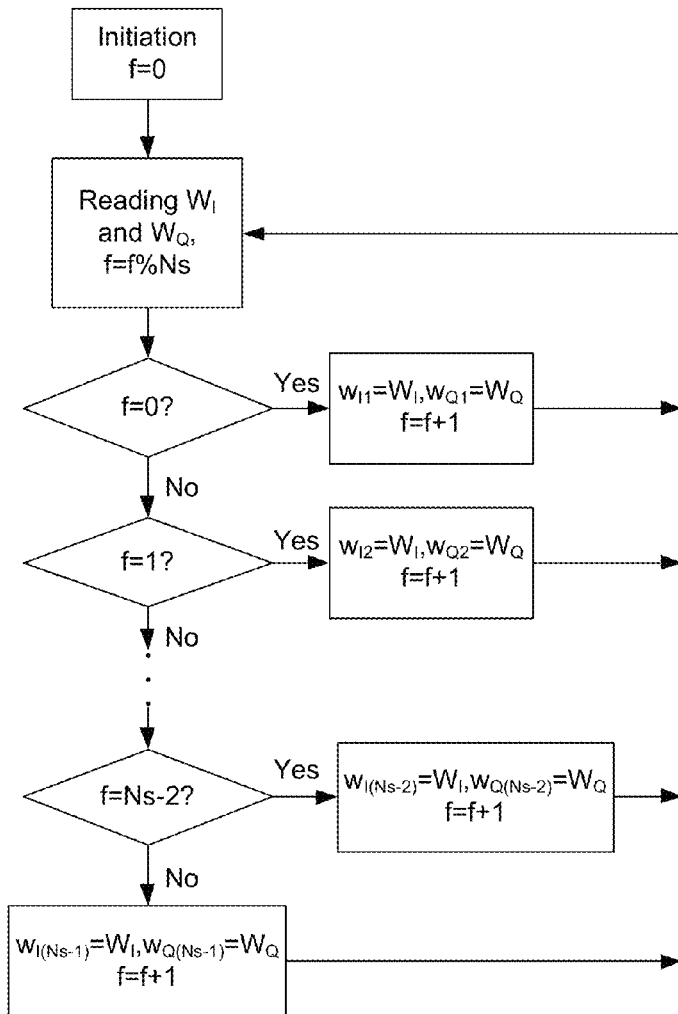 Initiation
f=0
Reading W_I
and W_Q,
f=f%Ns
f=0?
Yes
w_I1=W_I,w_Q1=W_Q
f=f+1
No
f=1?
Yes
w_I2=W_I,w_Q2=W_Q
f=f+1
No
f=Ns-2?
Yes
w_I(Ns-2)=W_I,w_Q(Ns-2)=W_Q
f=f+1
No
w_I(Ns-1)=W_I,w_Q(Ns-1)=W_Q
f=f+1